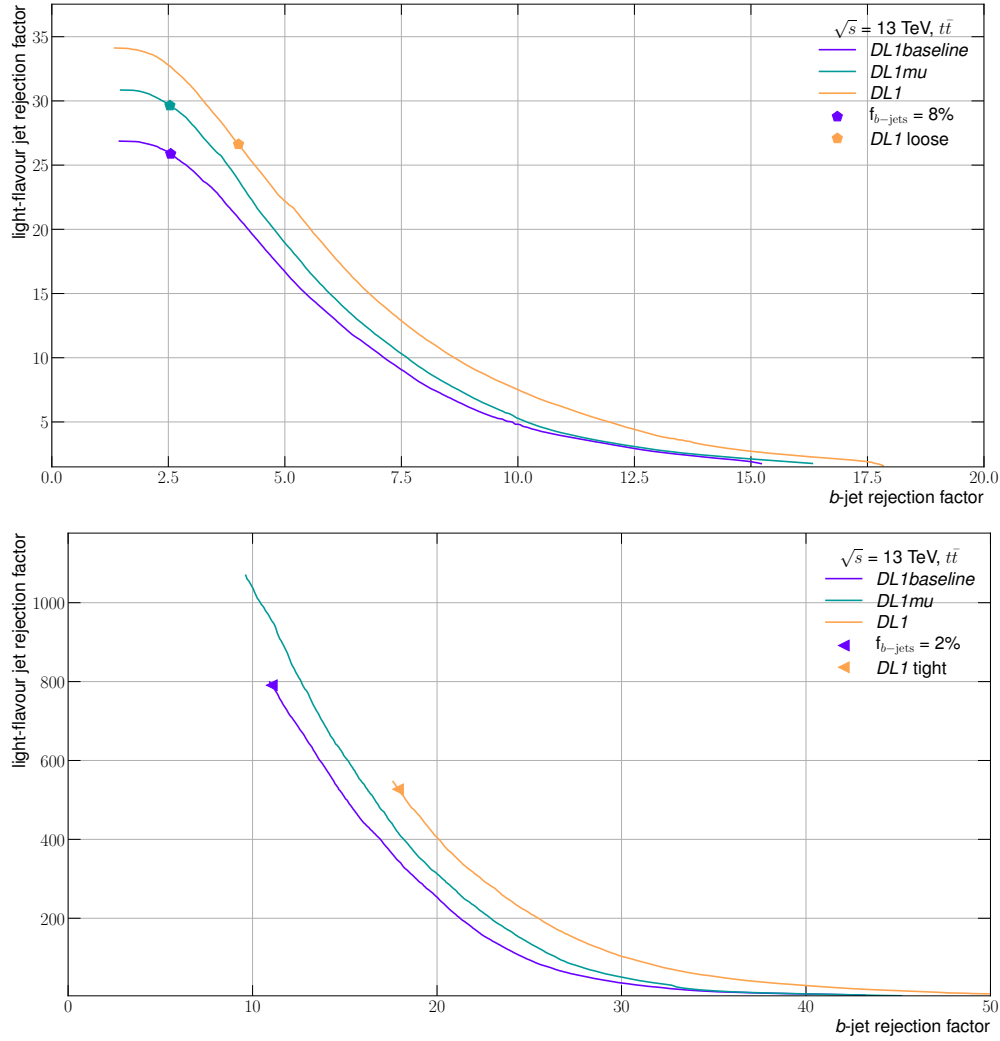 light-flavour jet rejection factor
35
30
25
20
15
10
5
√s = 13 TeV, tt̄
DL1baseline
DL1mu
DL1
f_{b−jets} = 8%
DL1 loose
0.0 2.5 5.0 7.5 10.0 12.5 15.0 17.5 20.0
b-jet rejection factor
light-flavour jet rejection factor
1000
800
600
400
200
√s = 13 TeV, tt̄
DL1baseline
DL1mu
DL1
f_{b−jets} = 2%
DL1 tight
0 10 20 30 40 50
b-jet rejection factor